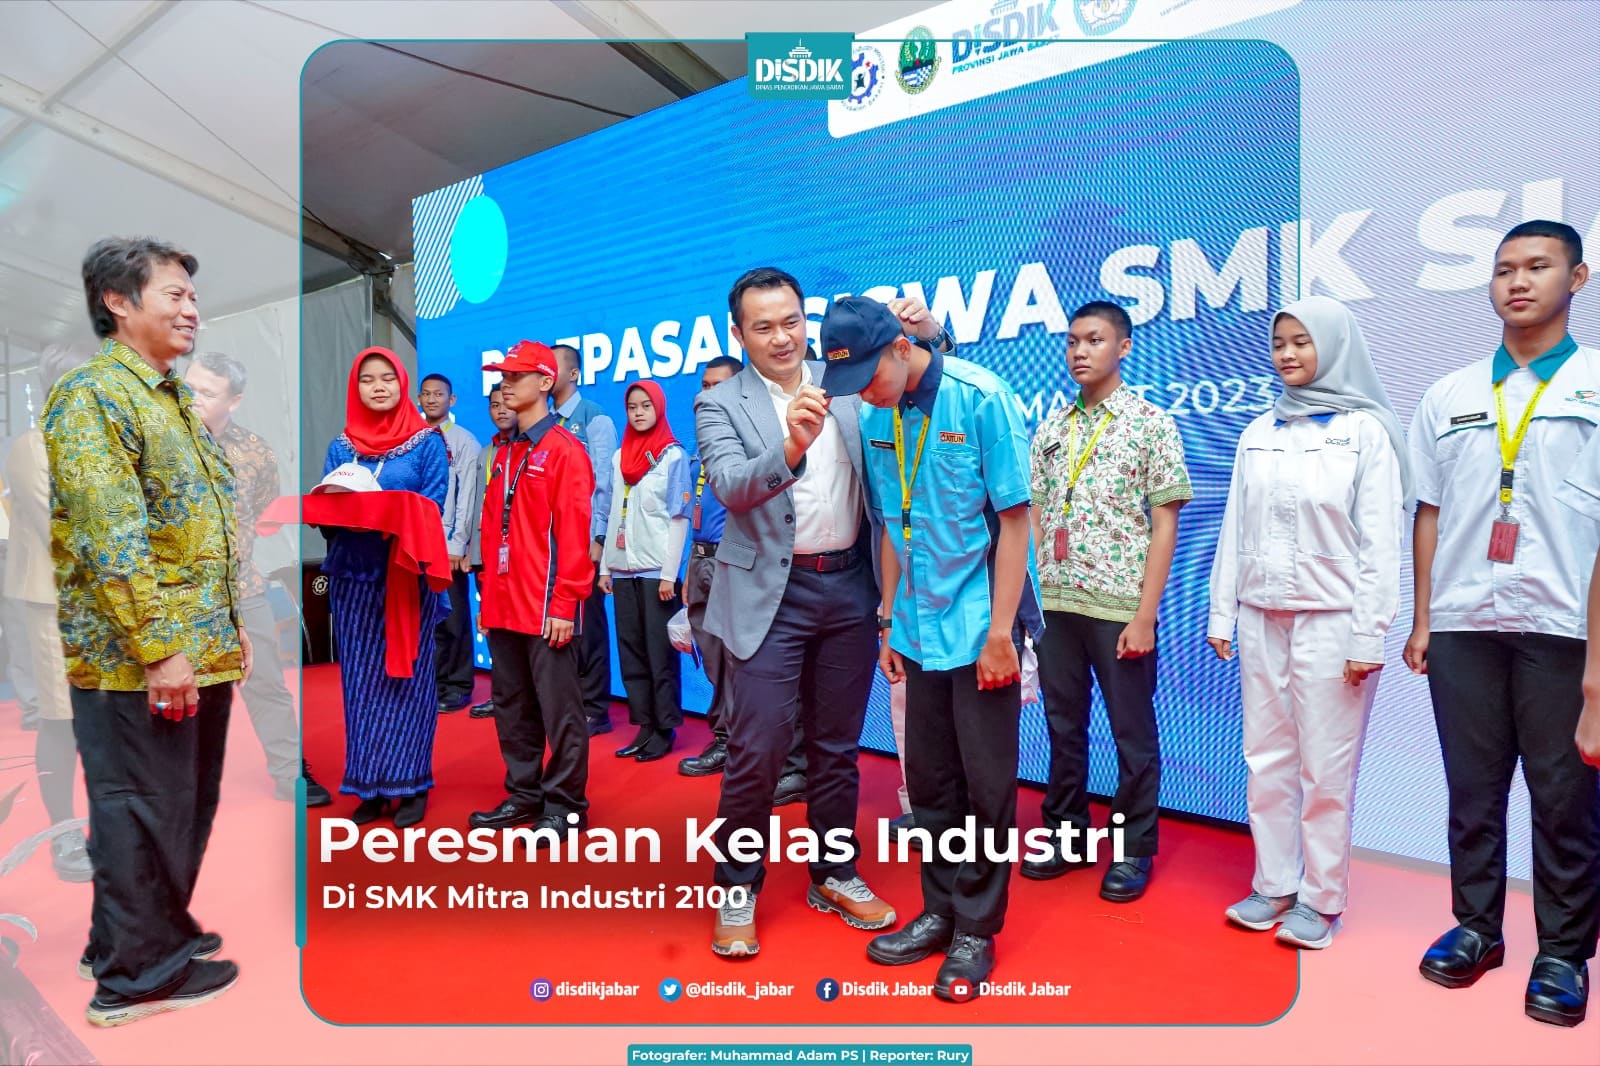 DISDIK
PROVINSI JAWA BARAT
DISDIK
DINAS PENDIDIKAN JAWA BARAT
SISWA SMK
2023
Peresmian Kelas Industri
Di SMK Mitra Industri 2100
disdikjabar @disdik_jabar Disdik Jabar Disdik Jabar
Fotografer: Muhammad Adam PS | Reporter: Rury